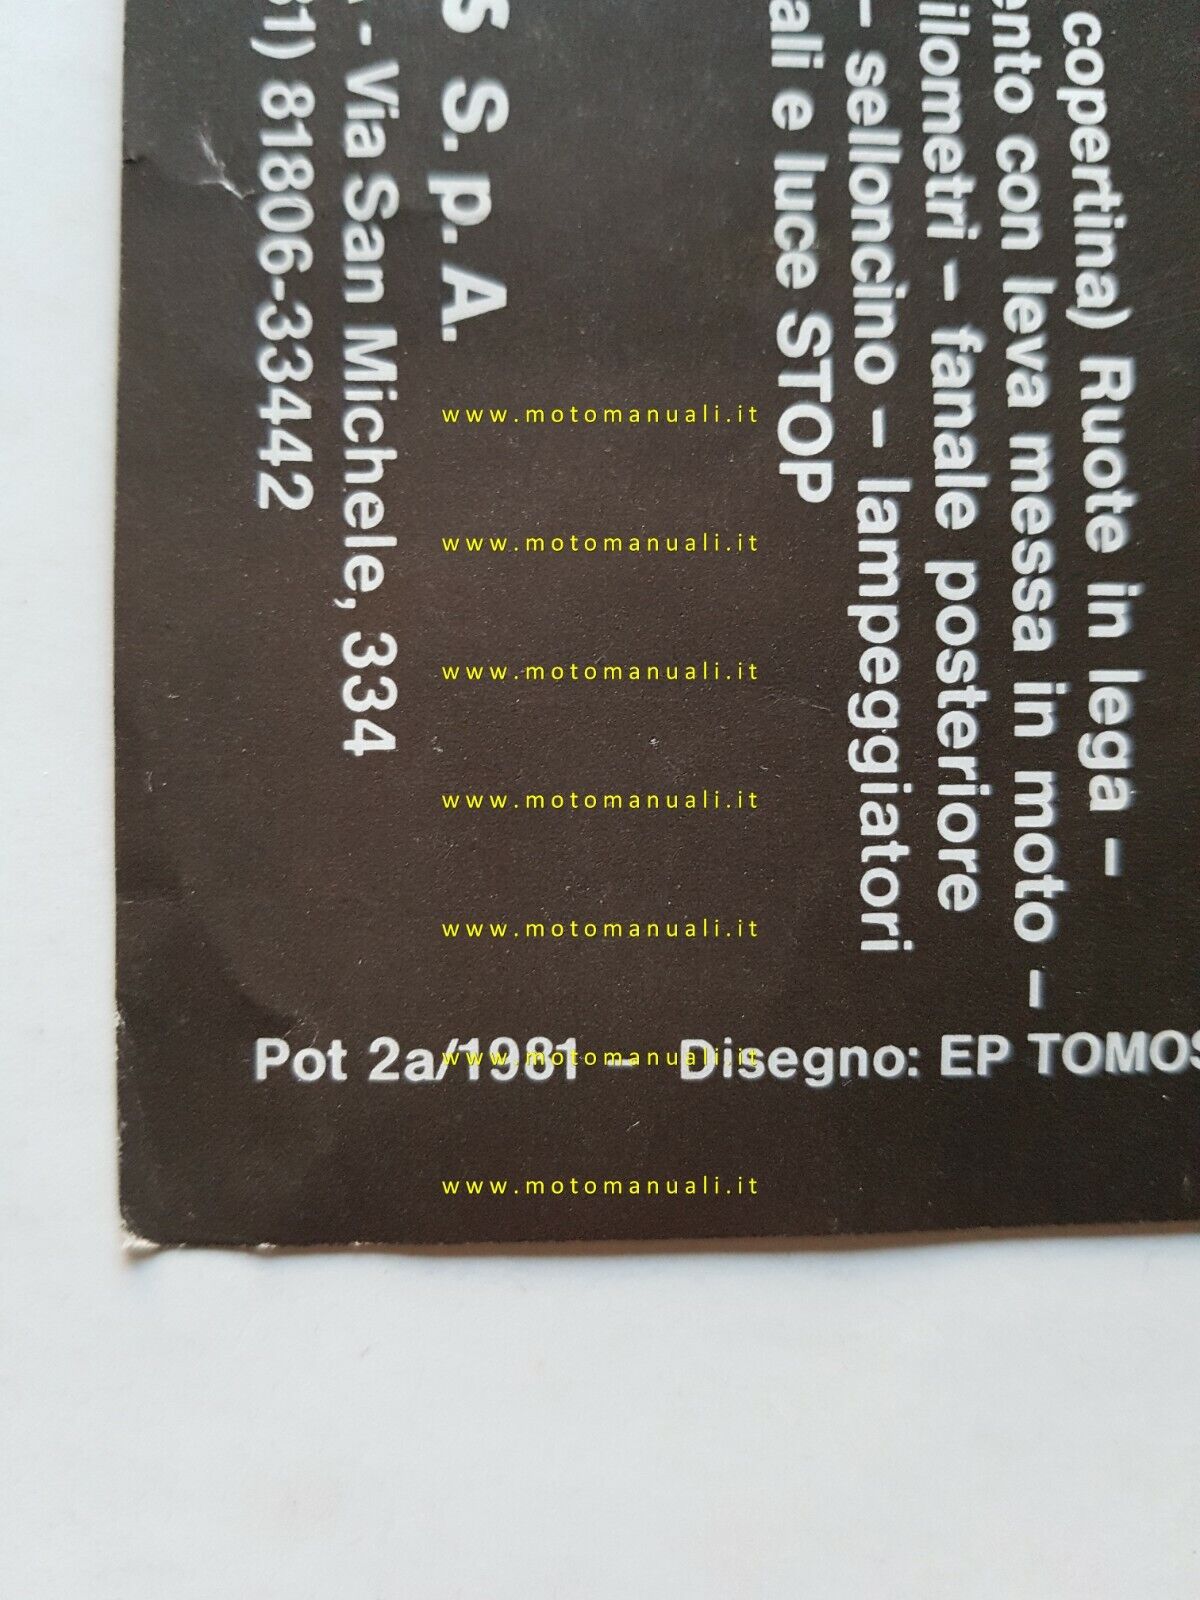 copertina) Ruote in lega –
ento con leva messa in moto –
ilometri – fanale posteriore
– selloncino – lampeggiatori
ali e luce STOP
s S. p. A.
- Via San Michele, 334
81806-33442
Pot 2a/1981 – Disegno: EP TOMOS
www.motomanuali.it
www.motomanuali.it
www.motomanuali.it
www.motomanuali.it
www.motomanuali.it
www.motomanuali.it
www.motomanuali.it